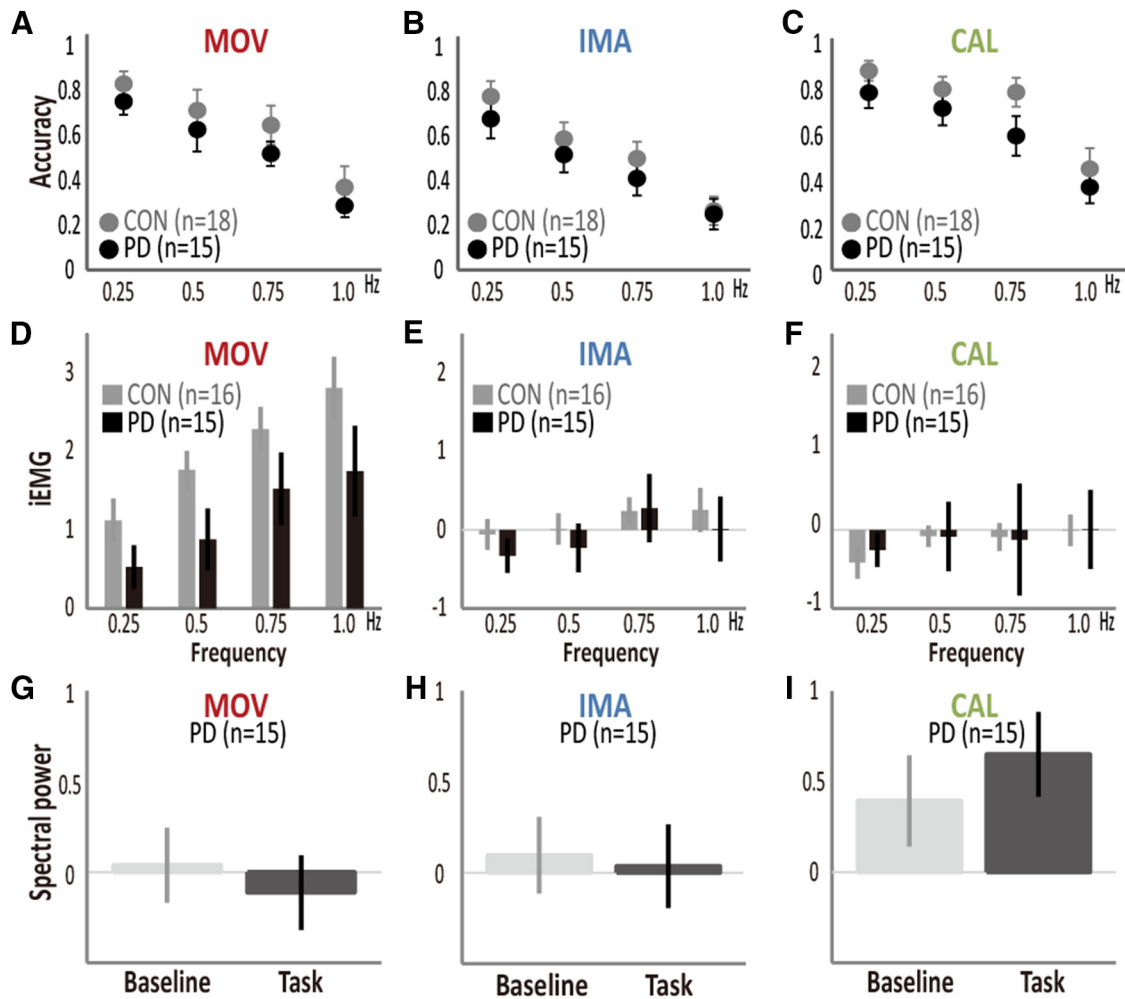 A
MOV
Accuracy
1
0.8
0.6
0.4
0.2
0
CON (n=18)
PD (n=15)
0.25 0.5 0.75 1.0 Hz
B
IMA
1
0.8
0.6
0.4
0.2
0
CON (n=18)
PD (n=15)
0.25 0.5 0.75 1.0 Hz
C
CAL
1
0.8
0.6
0.4
0.2
0
CON (n=18)
PD (n=15)
0.25 0.5 0.75 1.0 Hz
D
MOV
iEMG
3
2
1
0
CON (n=16)
PD (n=15)
0.25 0.5 0.75 1.0 Hz
Frequency
E
IMA
2
1
0
-1
CON (n=16)
PD (n=15)
0.25 0.5 0.75 1.0 Hz
Frequency
F
CAL
2
1
0
-1
CON (n=16)
PD (n=15)
0.25 0.5 0.75 1.0 Hz
Frequency
G
MOV
PD (n=15)
Spectral power
1
0.5
0
Baseline Task
H
IMA
PD (n=15)
1
0.5
0
Baseline Task
I
CAL
PD (n=15)
1
0.5
0
Baseline Task